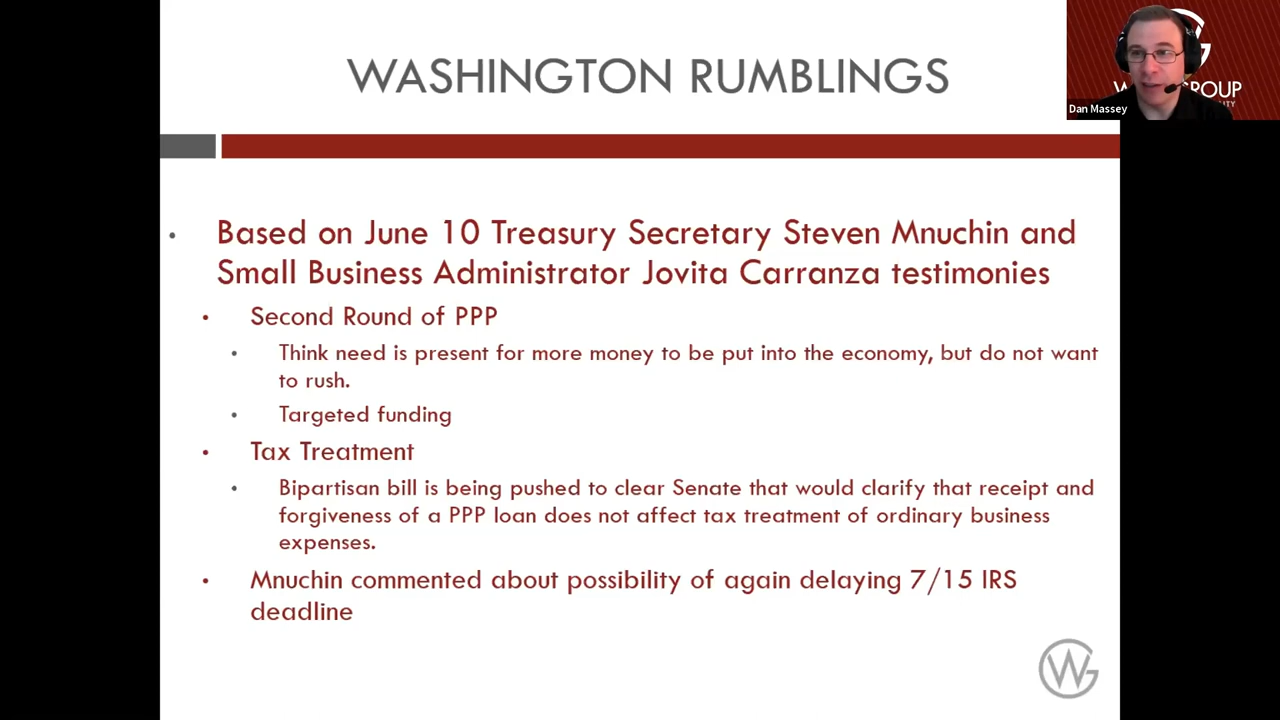 WASHINGTON RUMBLINGS
Dan Massey
• Based on June 10 Treasury Secretary Steven Mnuchin and
Small Business Administrator Jovita Carranza testimonies
• Second Round of PPP
• Think need is present for more money to be put into the economy, but do not want
to rush.
• Targeted funding
• Tax Treatment
• Bipartisan bill is being pushed to clear Senate that would clarify that receipt and
forgiveness of a PPP loan does not affect tax treatment of ordinary business
expenses.
• Mnuchin commented about possibility of again delaying 7/15 IRS
deadline
WG